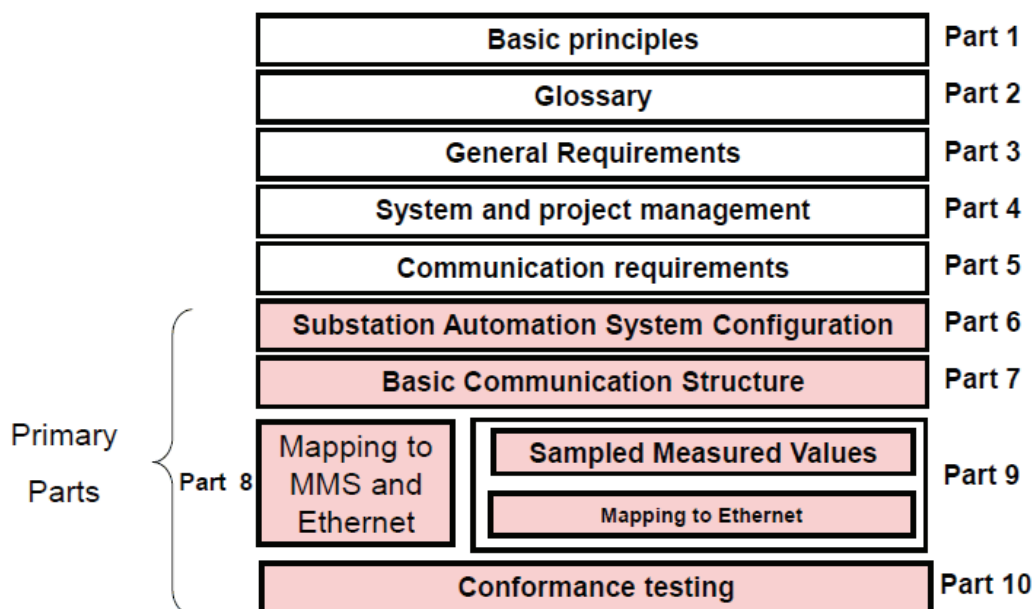 Basic principles Part 1
Glossary Part 2
General Requirements Part 3
System and project management Part 4
Communication requirements Part 5
Substation Automation System Configuration Part 6
Basic Communication Structure Part 7
Primary
Parts
Part 8
Mapping to
MMS and
Ethernet
Sampled Measured Values
Mapping to Ethernet
Part 9
Conformance testing Part 10